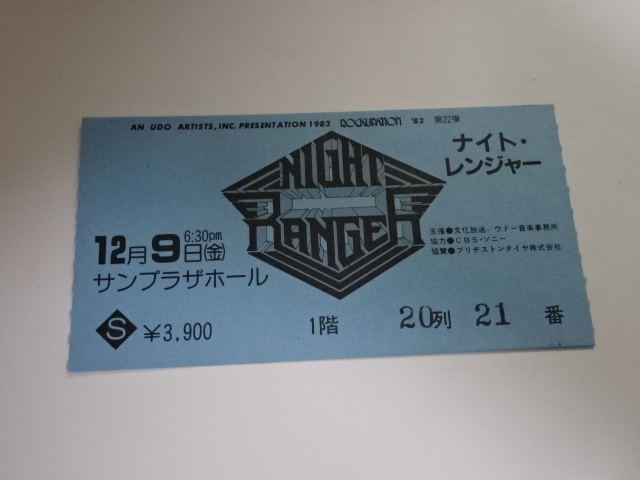 AN UDO ARTISTS, INC. PRESENTATION 1983 ROCKUPATION '83 第22弾
NIGHT
RANGER
ナイト・
レンジャー
12月9日(金)
6:30pm
サンプラザホール
主催●文化放送／ウドー音楽事務所
協力●CBS・ソニー
協賛●ブリヂストンタイヤ株式会社
S ¥3,900
1階 20列 21 番